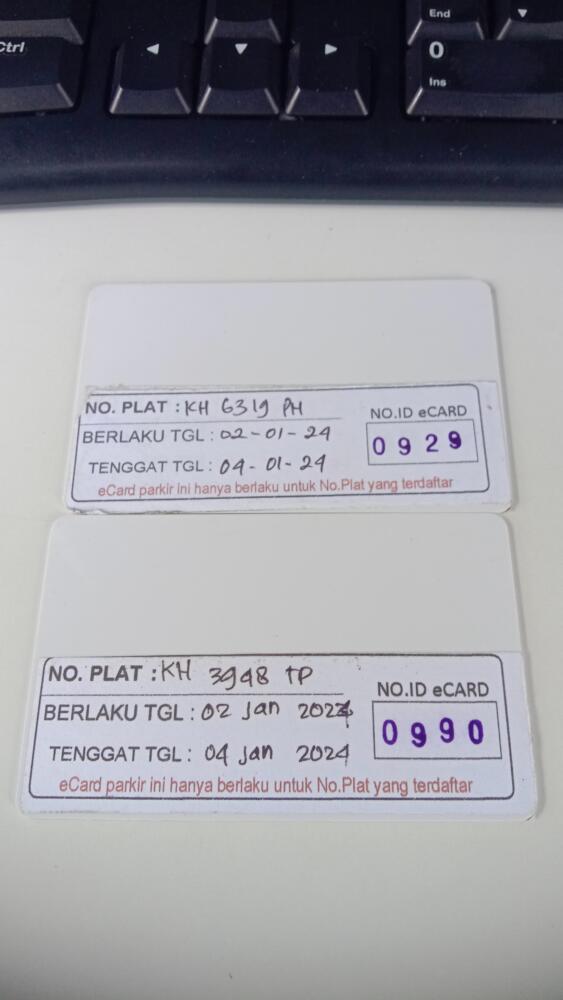 End
Ctrl
0
Ins
NO. PLAT : KH 6319 PH
NO.ID eCARD
BERLAKU TGL : 02-01-24
0929
TENGGAT TGL : 04-01-24
eCard parkir ini hanya berlaku untuk No.Plat yang terdaftar
NO. PLAT : KH 3948 tP
NO.ID eCARD
BERLAKU TGL : 02 Jan 2024
0990
TENGGAT TGL : 04 Jan 2024
eCard parkir ini hanya berlaku untuk No.Plat yang terdaftar